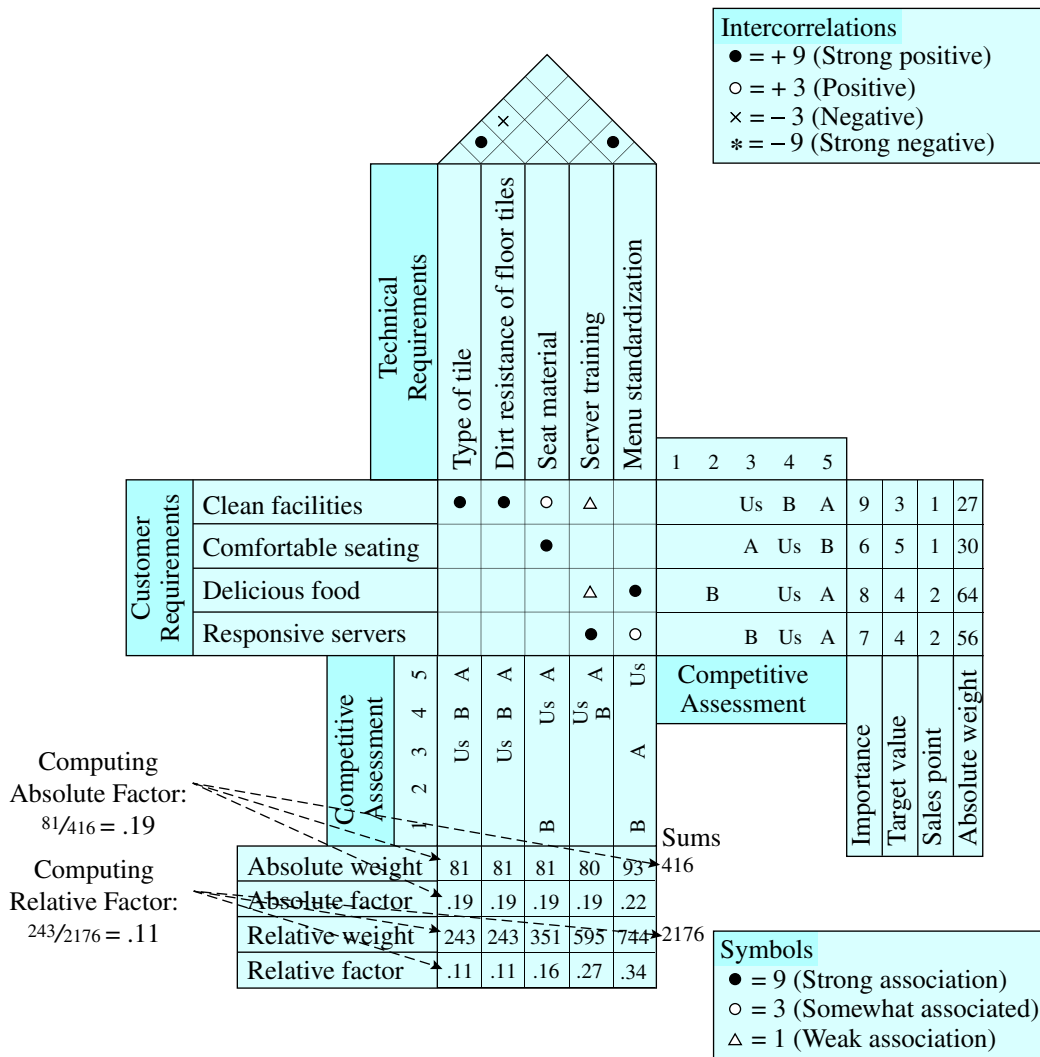 Intercorrelations
● = + 9 (Strong positive)
○ = + 3 (Positive)
× = – 3 (Negative)
* = – 9 (Strong negative)
Technical
Requirements
Type of tile
Dirt resistance of floor tiles
Seat material
Server training
Menu standardization
1 2 3 4 5
Customer
Requirements
Clean facilities ● ● ○ △ Us B A 9 3 1 27
Comfortable seating ● A Us B 6 5 1 30
Delicious food △ ● B Us A 8 4 2 64
Responsive servers ● ○ B Us A 7 4 2 56
Competitive
Assessment
1 2 3 4 5
Us B A
Us B A
B Us A
Us B A
B A Us
Competitive
Assessment
Importance
Target value
Sales point
Absolute weight
Computing
Absolute Factor:
81/416 = .19
Computing
Relative Factor:
243/2176 = .11
Sums
Absolute weight 81 81 81 80 93 416
Absolute factor .19 .19 .19 .19 .22
Relative weight 243 243 351 595 744 2176
Relative factor .11 .11 .16 .27 .34
Symbols
● = 9 (Strong association)
○ = 3 (Somewhat associated)
△ = 1 (Weak association)